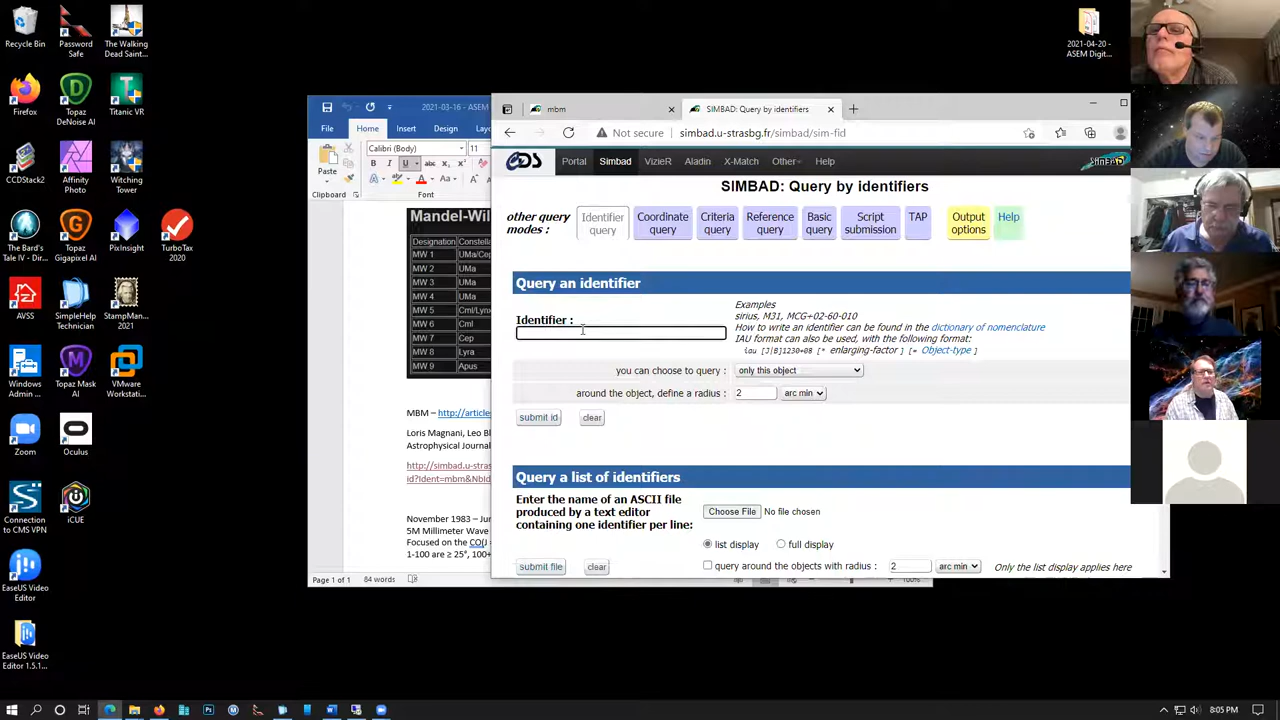 Recycle Bin
Password Safe
The Walking Dead Saint...
Firefox
Topaz DeNoise AI
Titanic VR
CCDStack2
Affinity Photo
Witching Tower
The Bard's Tale IV - Dir...
Topaz Gigapixel AI
PixInsight
TurboTax 2020
AVSS
SimpleHelp Technician
StampMan... 2021
Windows Admin ...
Topaz Mask AI
VMware Workstati...
Zoom
Oculus
Connection to CMS VPN
iCUE
EaseUS Video Editor
EaseUS Video Editor 1.5.1...
2021-04-20 - ASEM Digit...
2021-03-16 - ASEM
File Home Insert Design Layo
Paste
Clipboard
Calibri (Body) 11
B I U abc x₂ x²
Font
Mandel-Wil
Designation Constella
MW 1 UMa/Cep
MW 2 UMa
MW 3 UMa
MW 4 UMa
MW 5 Cml/Lynx
MW 6 Cml
MW 7 Cep
MW 8 Lyra
MW 9 Apus
MBM – http://article
Loris Magnani, Leo Bl
Astrophysical Journal
http://simbad.u-stras
id?Ident=mbm&NbId
November 1983 – Jun
5M Millimeter Wave
Focused on the CO(J =
1-100 are ≥ 25°, 100+
Page 1 of 1 84 words
100%
mbm
SIMBAD: Query by identifiers
Not secure simbad.u-strasbg.fr/simbad/sim-fid
Portal Simbad VizieR Aladin X-Match Other Help
SIMBAD: Query by identifiers
other query modes :
Identifier query
Coordinate query
Criteria query
Reference query
Basic query
Script submission
TAP
Output options
Help
Query an identifier
Identifier :
Examples
sirius, M31, MCG+02-60-010
How to write an identifier can be found in the dictionary of nomenclature
IAU format can also be used, with the following format:
iau [J|B]1230+08 [* enlarging-factor ] [= Object-type ]
you can choose to query : only this object
around the object, define a radius : 2 arc min
submit id clear
Query a list of identifiers
Enter the name of an ASCII file
produced by a text editor
containing one identifier per line:
Choose File No file chosen
list display full display
submit file clear
query around the objects with radius : 2 arc min Only the list display applies here
8:05 PM